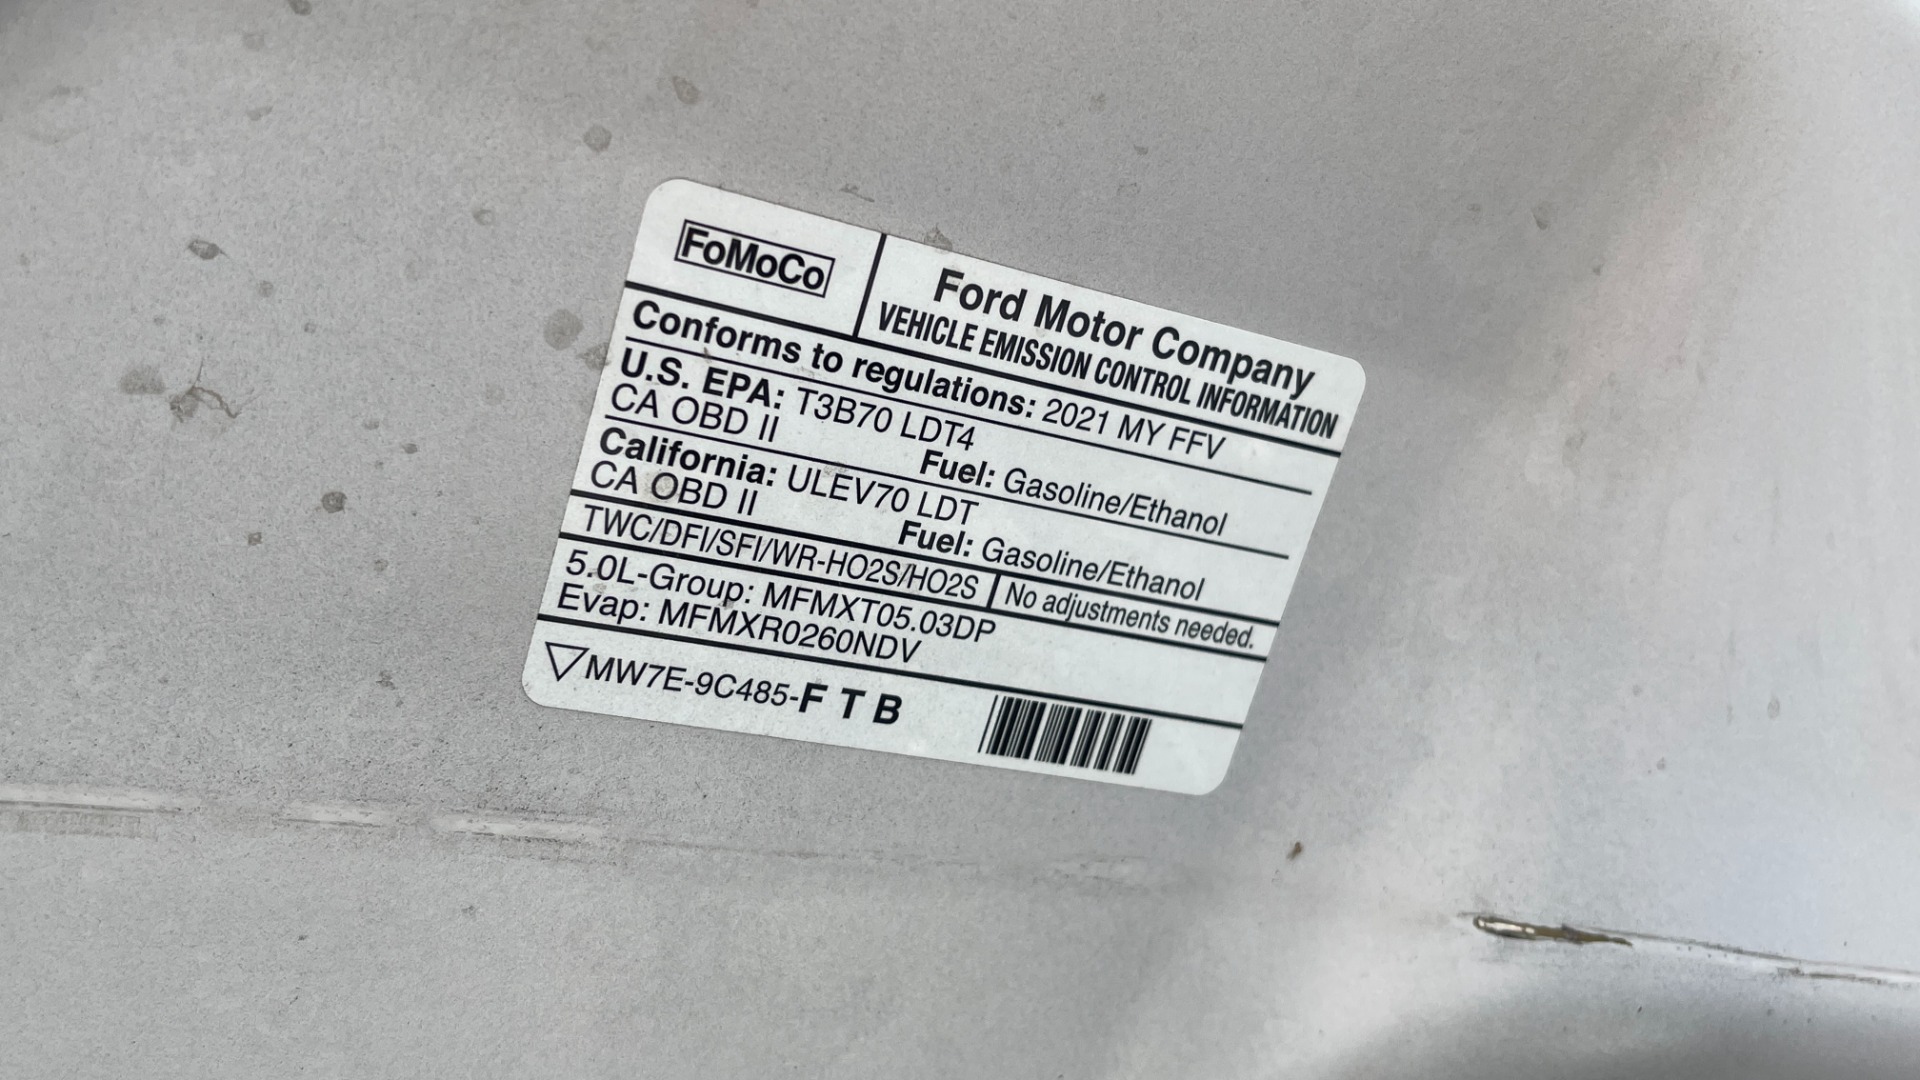 FoMoCo
Ford Motor Company
VEHICLE EMISSION CONTROL INFORMATION
Conforms to regulations: 2021 MY FFV
U.S. EPA: T3B70 LDT4
CA OBD II Fuel: Gasoline/Ethanol
California: ULEV70 LDT
CA OBD II Fuel: Gasoline/Ethanol
TWC/DFI/SFI/WR-HO2S/HO2S No adjustments needed.
5.0L-Group: MFMXT05.03DP
Evap: MFMXR0260NDV
MW7E-9C485-F T B